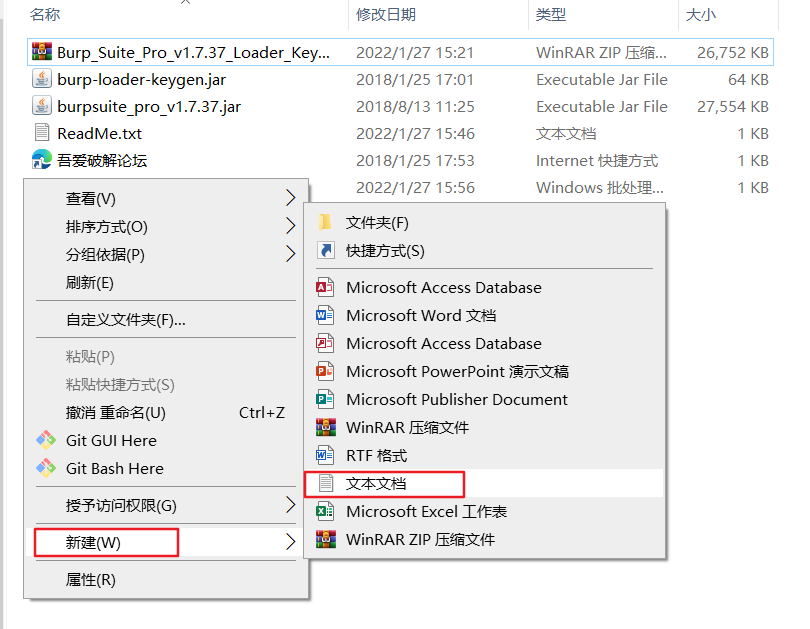 名称 修改日期 类型 大小
Burp_Suite_Pro_v1.7.37_Loader_Key... 2022/1/27 15:21 WinRAR ZIP 压缩... 26,752 KB
burp-loader-keygen.jar 2018/1/25 17:01 Executable Jar File 64 KB
burpsuite_pro_v1.7.37.jar 2018/8/13 11:25 Executable Jar File 27,554 KB
ReadMe.txt 2022/1/27 15:46 文本文档 1 KB
吾爱破解论坛 2018/1/25 17:53 Internet 快捷方式 1 KB
2022/1/27 15:56 Windows 批处理... 1 KB
查看(V)
排序方式(O)
分组依据(P)
刷新(E)
自定义文件夹(F)...
粘贴(P)
粘贴快捷方式(S)
撤消 重命名(U) Ctrl+Z
Git GUI Here
Git Bash Here
授予访问权限(G)
新建(W)
属性(R)
文件夹(F)
快捷方式(S)
Microsoft Access Database
Microsoft Word 文档
Microsoft Access Database
Microsoft PowerPoint 演示文稿
Microsoft Publisher Document
WinRAR 压缩文件
RTF 格式
文本文档
Microsoft Excel 工作表
WinRAR ZIP 压缩文件